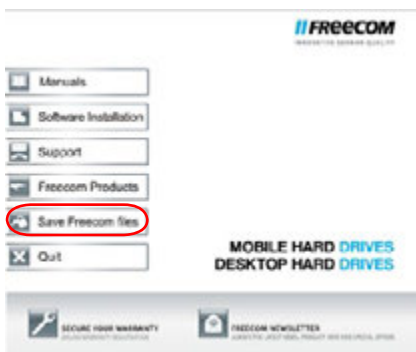 FREECOM
Manuals
Software Installation
Support
Freecom Products
Save Freecom files
Quit
MOBILE HARD DRIVES
DESKTOP HARD DRIVES
SECURE YOUR WARRANTY
FREECOM NEWSLETTER